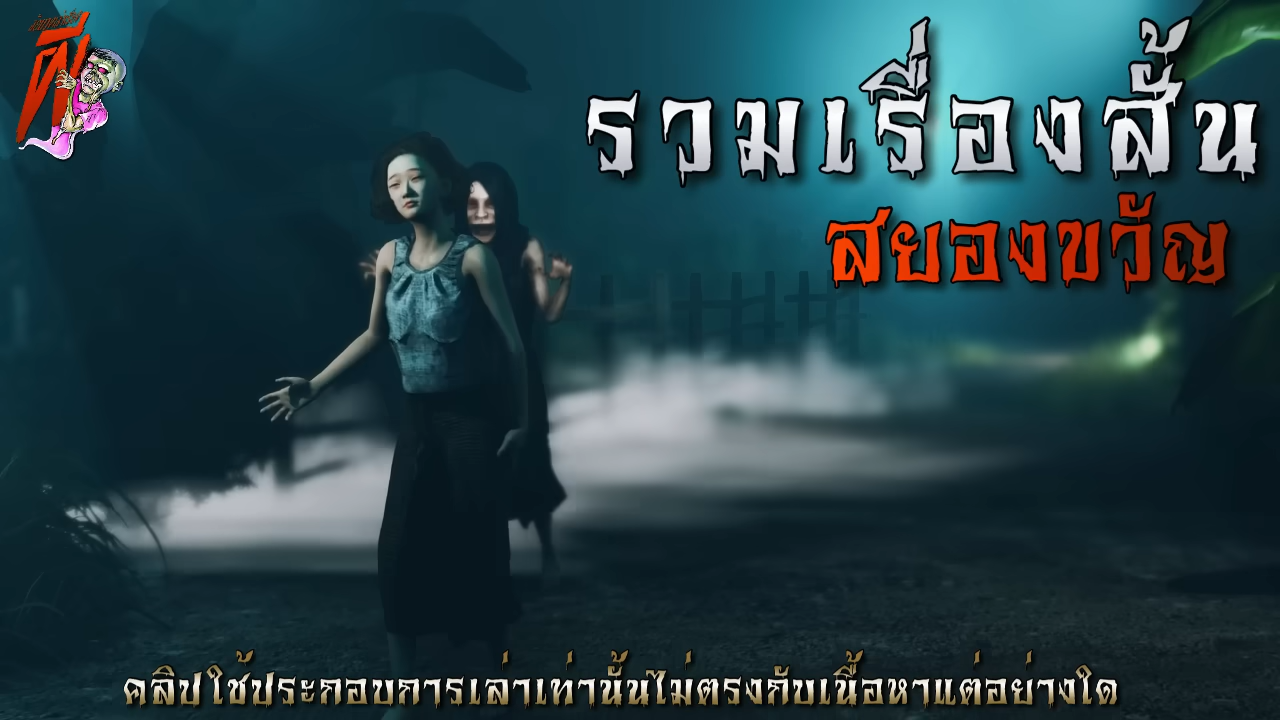 ผี
รวมเรื่องสั้น
สยองขวัญ
คลิปใช้ประกอบการเล่าเท่านั้นไม่ตรงกับเนื้อหาแต่อย่างใด